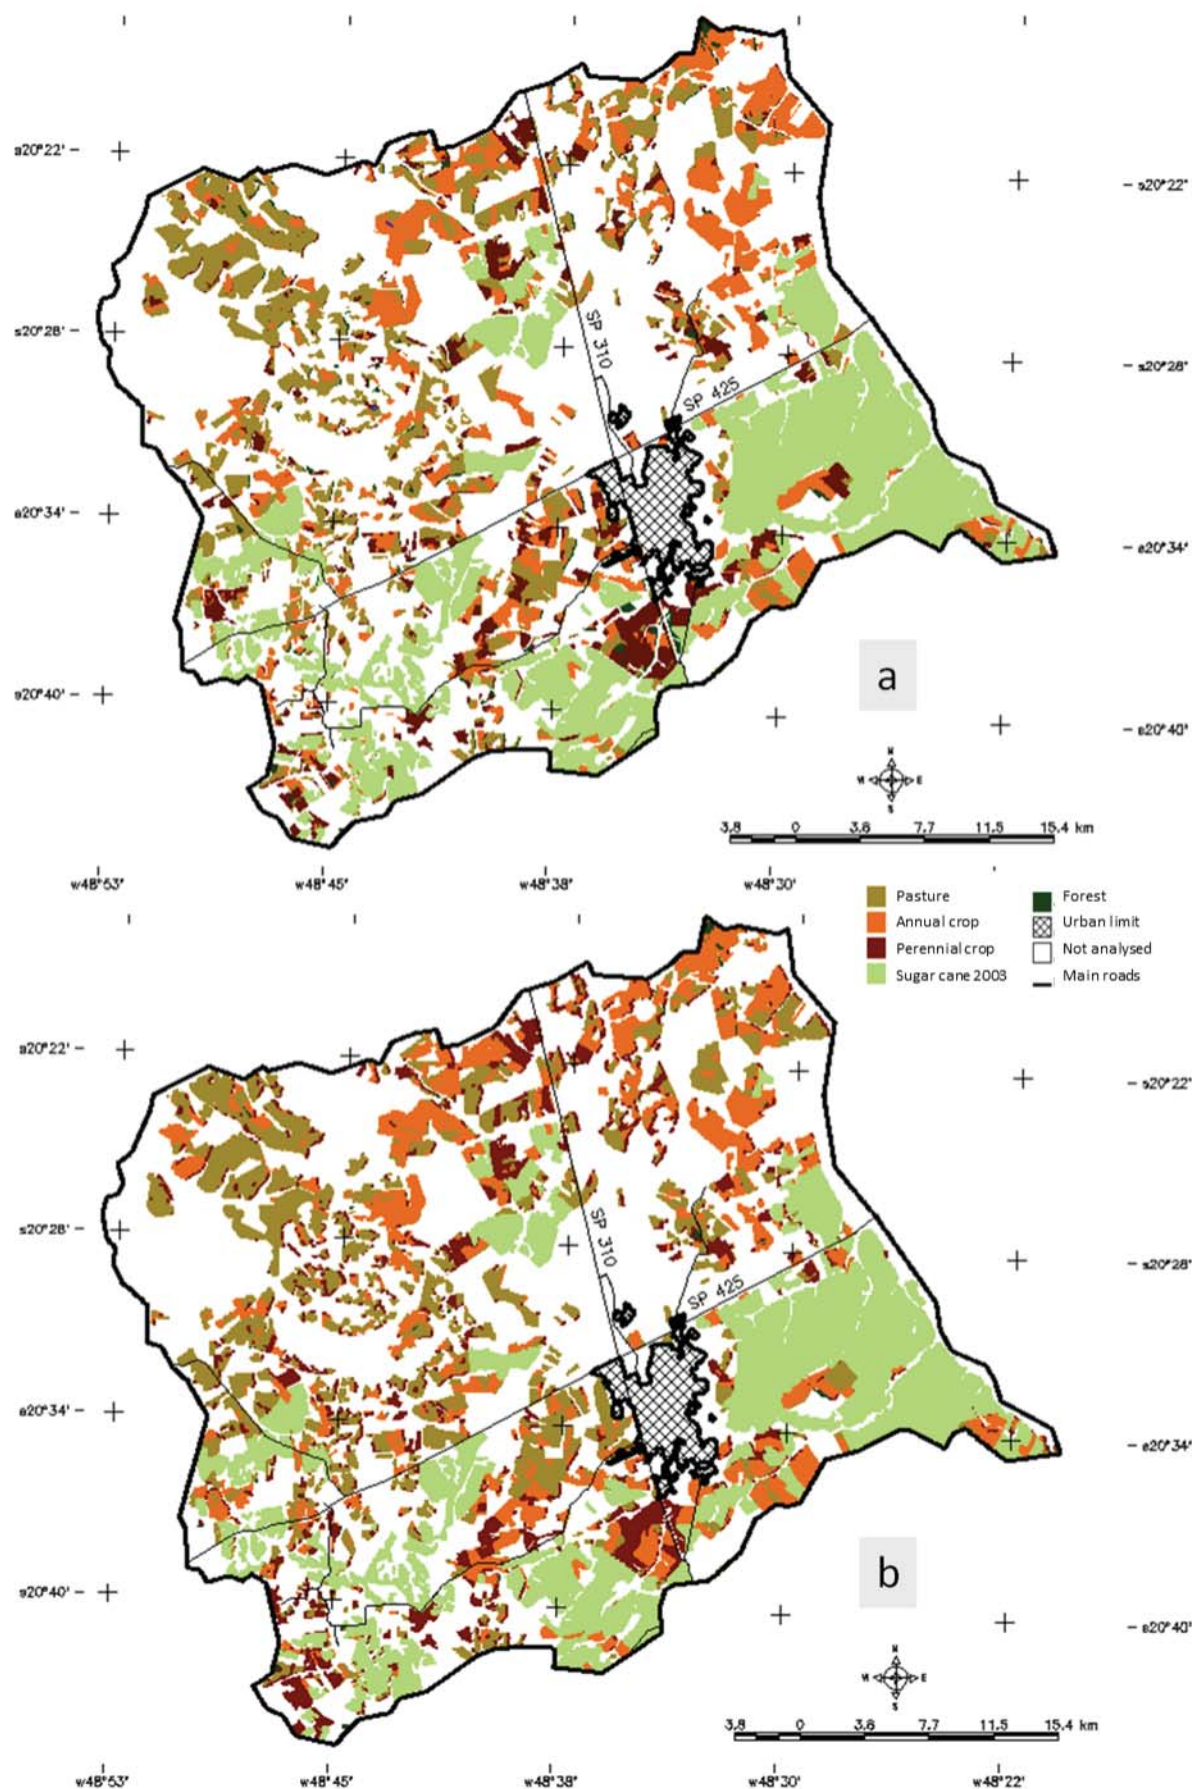 s20°22' -
- s20°22'
s20°28' -
SP 310
SP 425
- s20°28'
s20°34' -
- s20°34'
a
s20°40' -
- s20°40'
N
W E
S
3.8 0 3.8 7.7 11.5 15.4 km
w48°53' w48°45' w48°38' w48°30'
Pasture Forest
Annual crop Urban limit
Perennial crop Not analysed
Sugar cane 2003 Main roads
s20°22' -
- s20°22'
s20°28' -
SP 310
SP 425
- s20°28'
s20°34' -
- s20°34'
b
s20°40' -
- s20°40'
N
W E
S
3.8 0 3.8 7.7 11.5 15.4 km
w48°53' w48°45' w48°38' w48°30' w48°22'